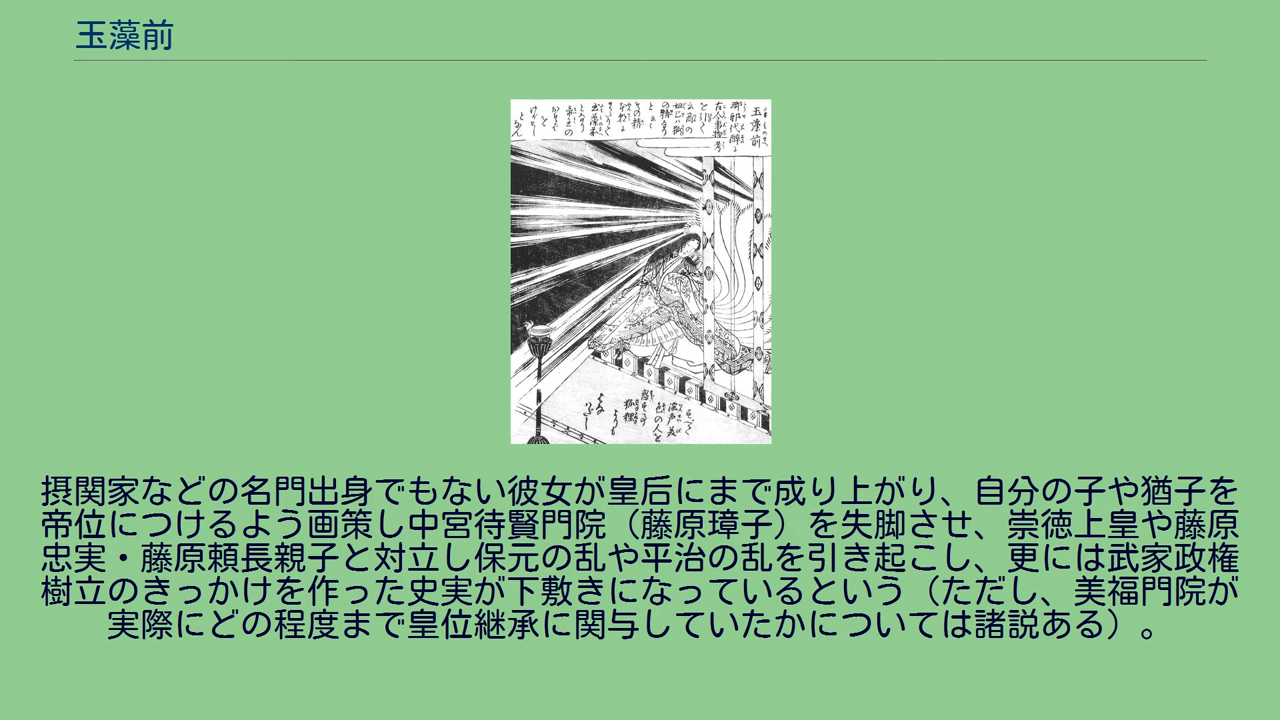 玉藻前
玉藻前
摂関家などの名門出身でもない彼女が皇后にまで成り上がり、自分の子や猶子を
帝位につけるよう画策し中宮待賢門院（藤原璋子）を失脚させ、崇徳上皇や藤原
忠実・藤原頼長親子と対立し保元の乱や平治の乱を引き起こし、更には武家政権
樹立のきっかけを作った史実が下敷きになっているという（ただし、美福門院が
実際にどの程度まで皇位継承に関与していたかについては諸説ある）。